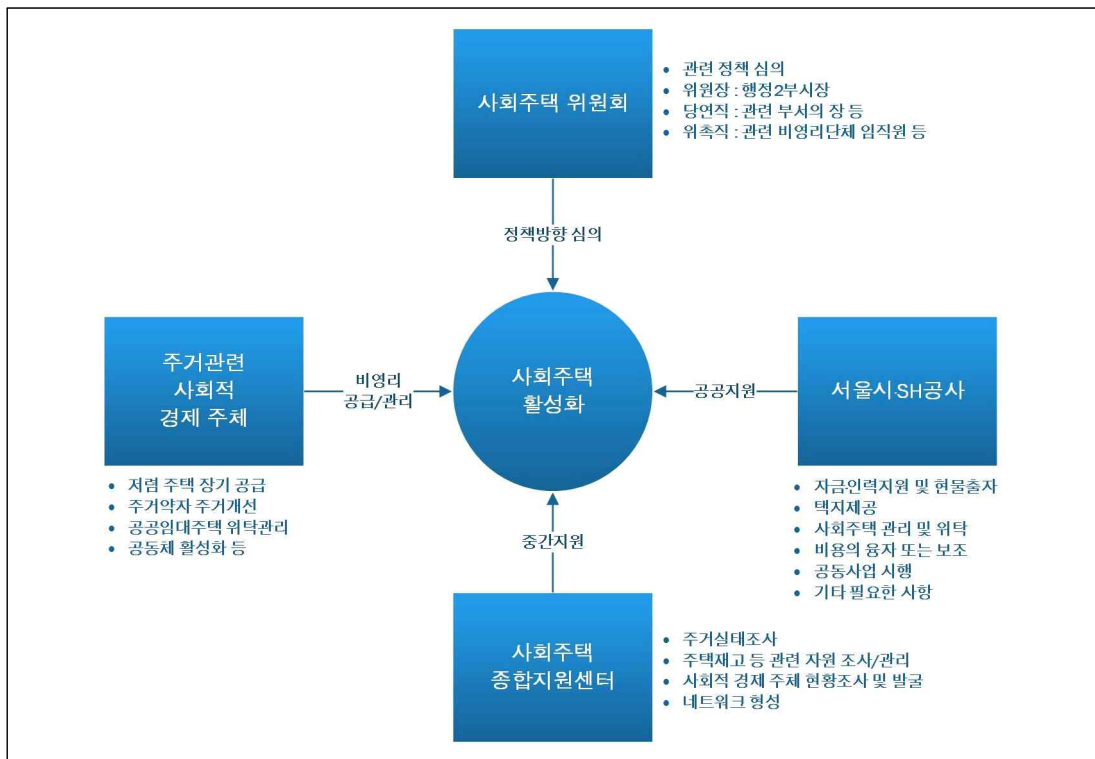 사회주택 위원회
• 관련 정책 심의
• 위원장 : 행정2부시장
• 당연직 : 관련 부서의 장 등
• 위촉직 : 관련 비영리단체 임직원 등
정책방향 심의
주거관련
사회적
경제 주체
비영리
공급/관리
사회주택
활성화
공공지원
서울시·SH공사
• 저렴 주택 장기 공급
• 주거약자 주거개선
• 공공임대주택 위탁관리
• 공동체 활성화 등
• 자금인력지원 및 현물출자
• 택지제공
• 사회주택 관리 및 위탁
• 비용의 융자 또는 보조
• 공동사업 시행
• 기타 필요한 사항
중간지원
사회주택
종합지원센터
• 주거실태조사
• 주택재고 등 관련 자원 조사/관리
• 사회적 경제 주체 현황조사 및 발굴
• 네트워크 형성